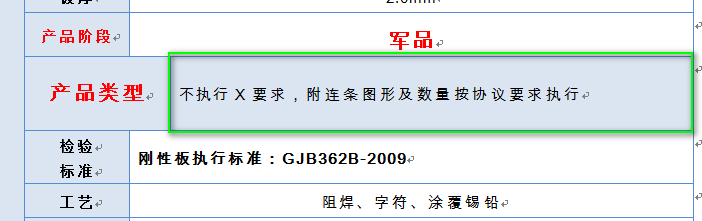 产品阶段
军品
产品类型
不执行 X 要求，附连条图形及数量按协议要求执行
检验
标准
刚性板执行标准：GJB362B-2009
工艺
阻焊、字符、涂覆锡铅